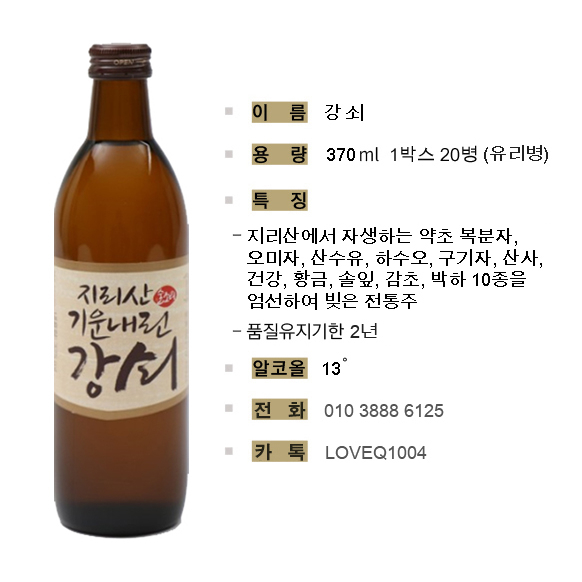 OPEN
지리산
기운내린
강쇠
이 름 강 쇠
용 량 370 ml 1박스 20병 (유리병)
특 징
- 지리산에서 자생하는 약초 복분자,
오미자, 산수유, 하수오, 구기자, 산사,
건강, 황금, 솔잎, 감초, 박하 10종을
엄선하여 빚은 전통주
- 품질유지기한 2년
알코올 13˚
전 화 010 3888 6125
카 톡 LOVEQ1004